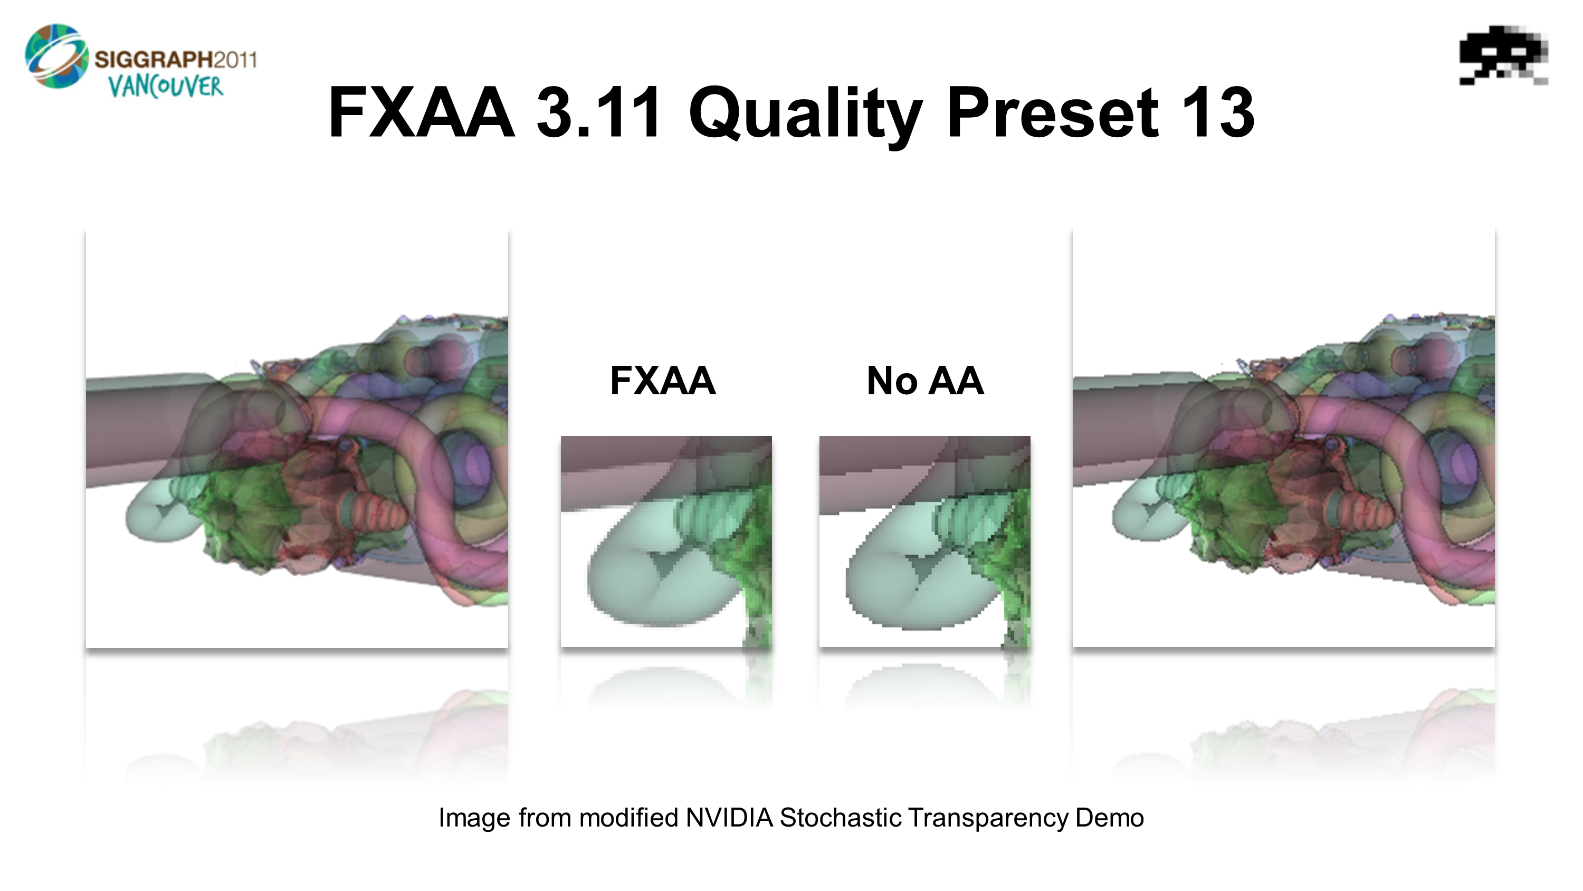 SIGGRAPH2011
VANCOUVER
FXAA 3.11 Quality Preset 13
FXAA
No AA
Image from modified NVIDIA Stochastic Transparency Demo